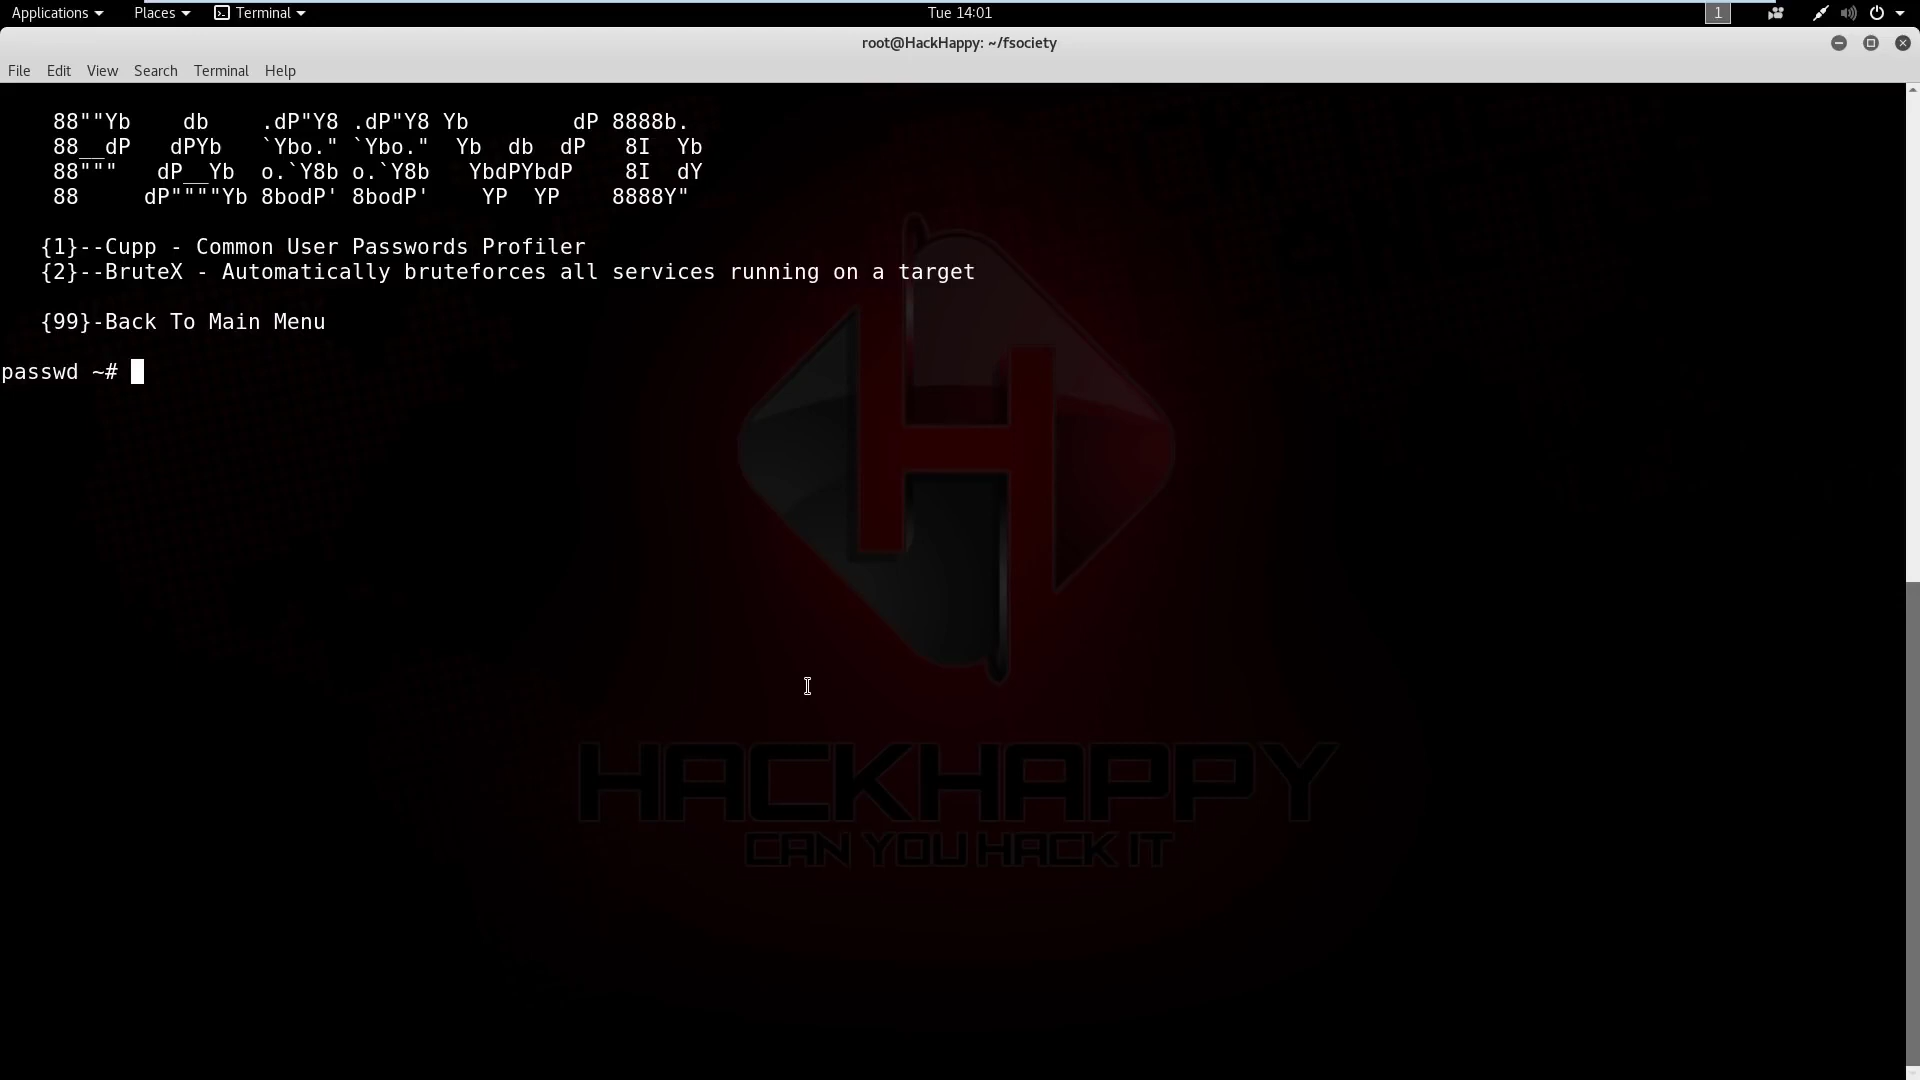 Applications Places Terminal Tue 14:01 1
root@HackHappy: ~/fsociety
File Edit View Search Terminal Help
    88""Yb    db    .dP"Y8 .dP"Y8 Yb        dP 8888b.
    88__dP   dPYb   `Ybo." `Ybo."  Yb  db  dP   8I  Yb
    88"""   dP__Yb  o.`Y8b o.`Y8b   YbdPYbdP    8I  dY
    88     dP""""Yb 8bodP' 8bodP'    YP  YP    8888Y"
   {1}--Cupp - Common User Passwords Profiler
   {2}--BruteX - Automatically bruteforces all services running on a target
   {99}-Back To Main Menu
passwd ~#
HACKHAPPY
CAN YOU HACK IT